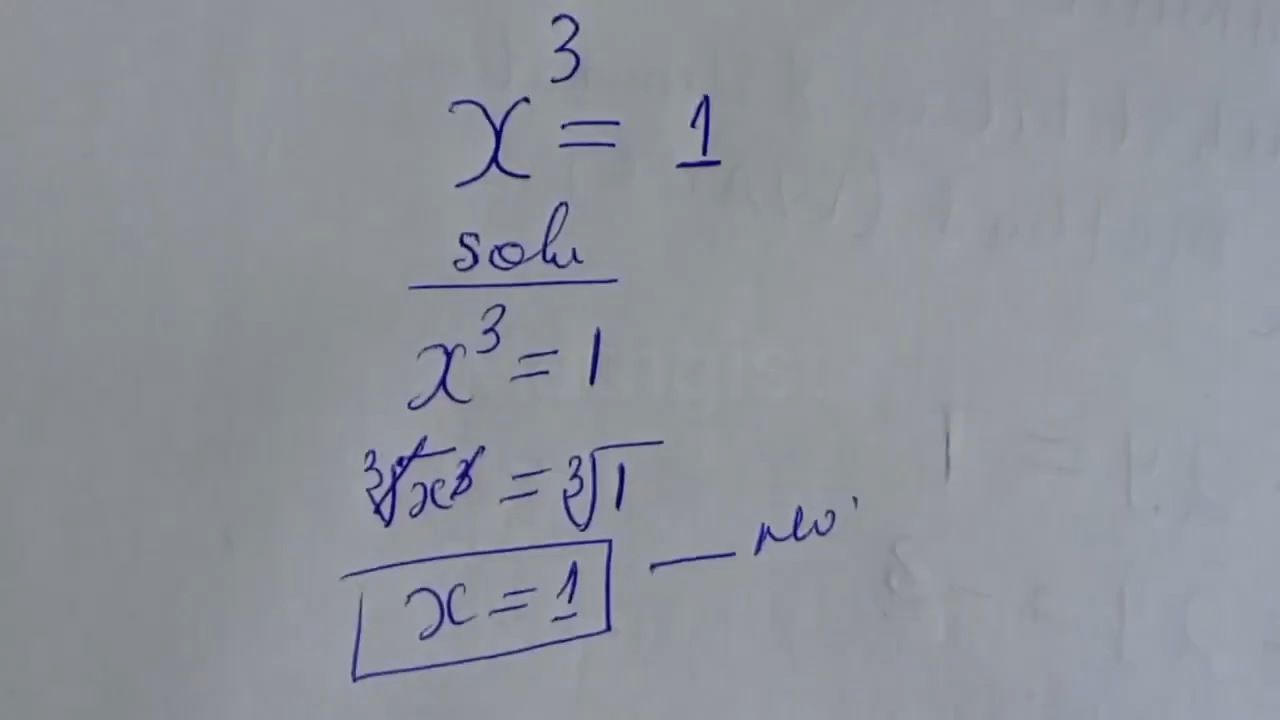 x³ = 1
soln
x³ = 1
∛x³ = ∛1
x = 1